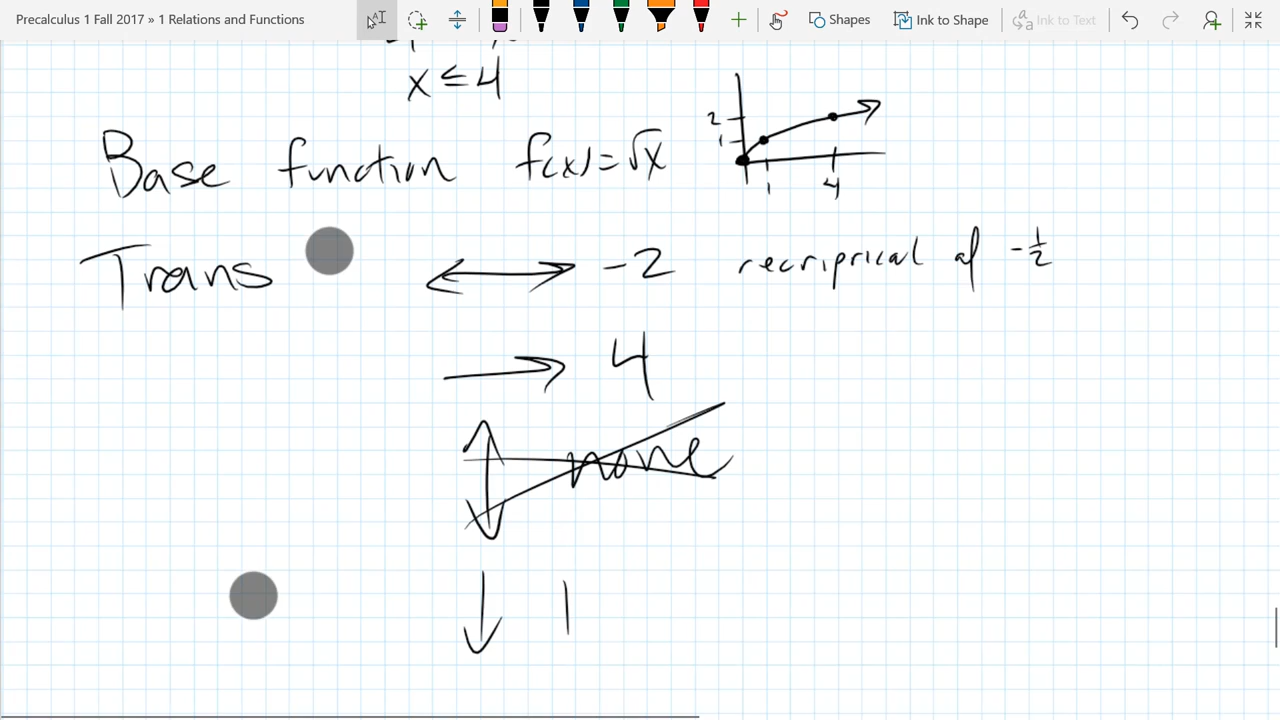 Precalculus 1 Fall 2017 » 1 Relations and Functions Shapes Ink to Shape Ink to Text
x ≤ 4
Base function f(x) = √x
2
1
1 4
Trans ↔ -2 recriprical of -1/2
→ 4
↕ none
↓ 1